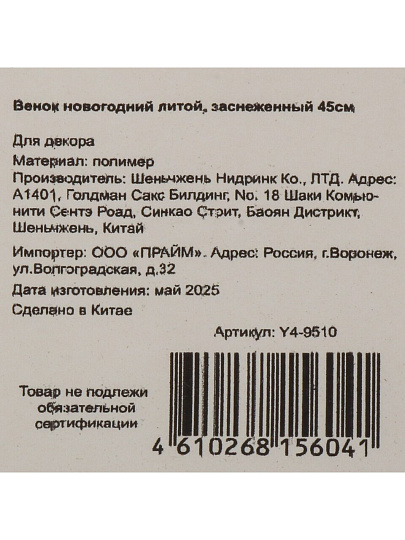 Венок новогодний литой, заснеженный 45см
Для декора
Материал: полимер
Производитель: Шеньчжень Нидринк Ко., ЛТД. Адрес:
А1401, Голдман Сакс Билдинг, No. 18 Шаки Комью-
нити Сентэ Роад, Синкао Стрит, Баоян Дистрикт,
Шеньчжень, Китай
Импортер: ООО «ПРАЙМ». Адрес: Россия, г.Воронеж,
ул.Волгоградская, д.32
Дата изготовления: май 2025
Сделано в Китае
Артикул: Y4-9510
Товар не подлежи
обязательной
сертификации
4 610268 156041